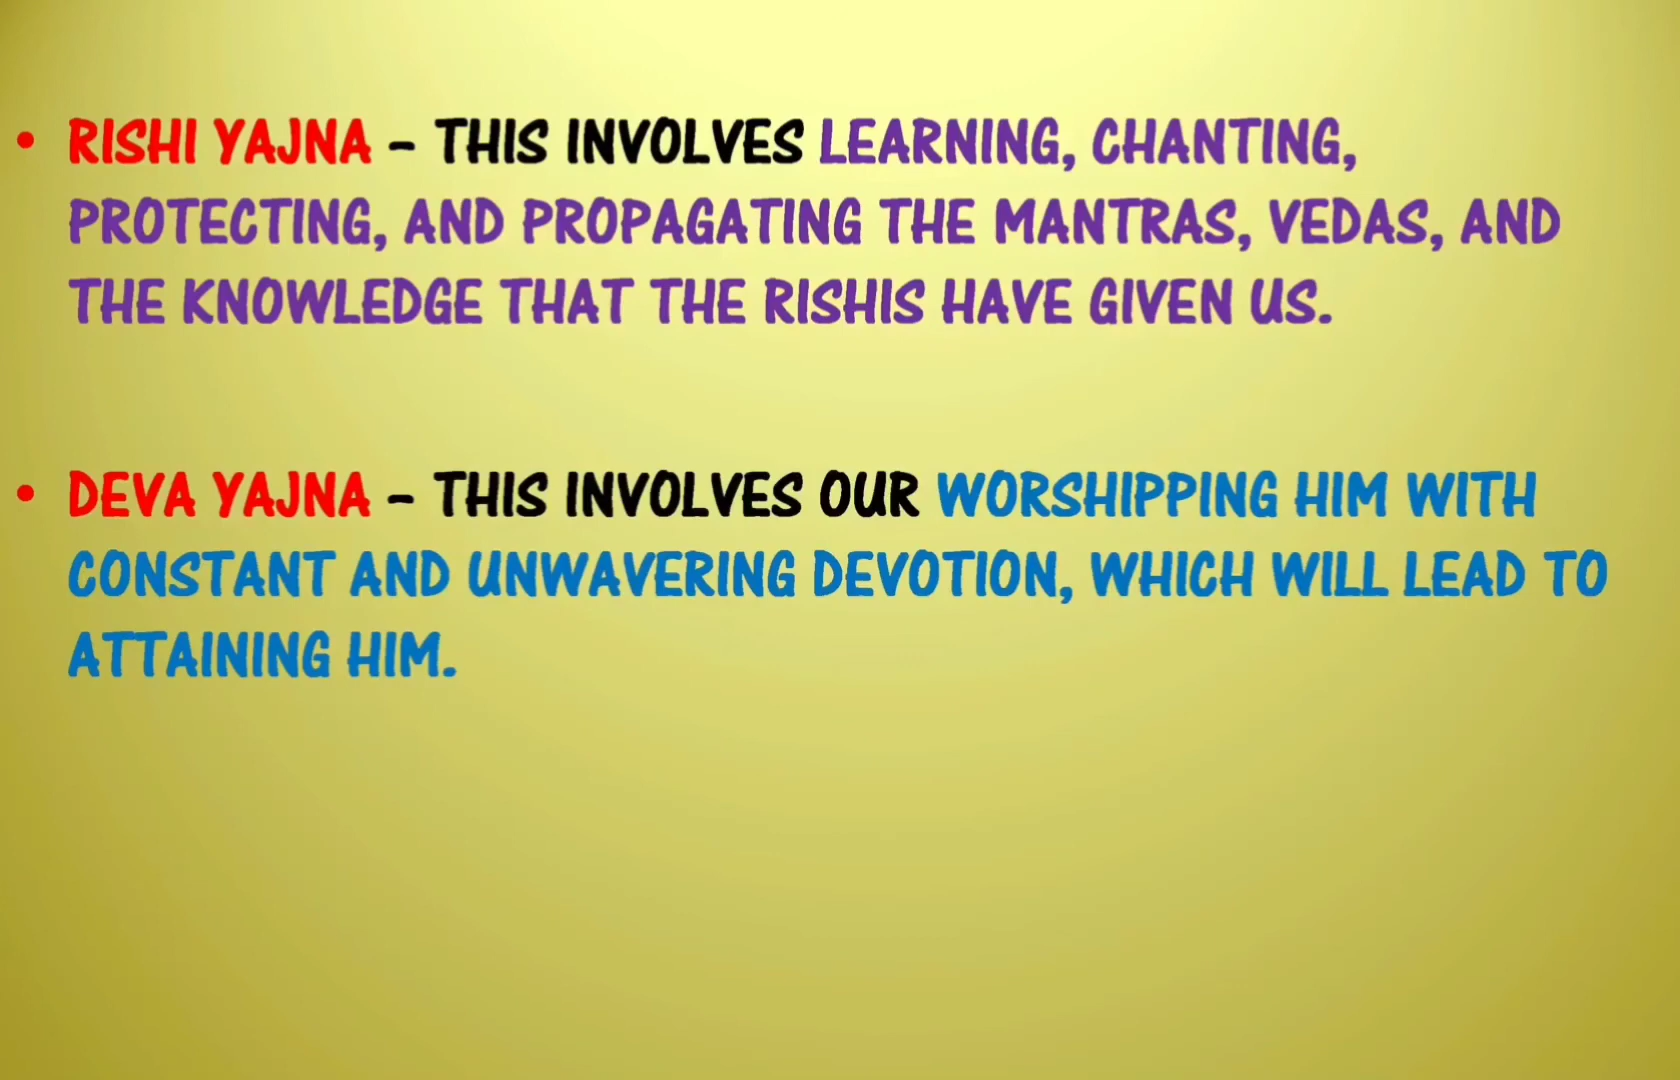 • RISHI YAJNA – THIS INVOLVES LEARNING, CHANTING,
PROTECTING, AND PROPAGATING THE MANTRAS, VEDAS, AND
THE KNOWLEDGE THAT THE RISHIS HAVE GIVEN US.
• DEVA YAJNA – THIS INVOLVES OUR WORSHIPPING HIM WITH
CONSTANT AND UNWAVERING DEVOTION, WHICH WILL LEAD TO
ATTAINING HIM.